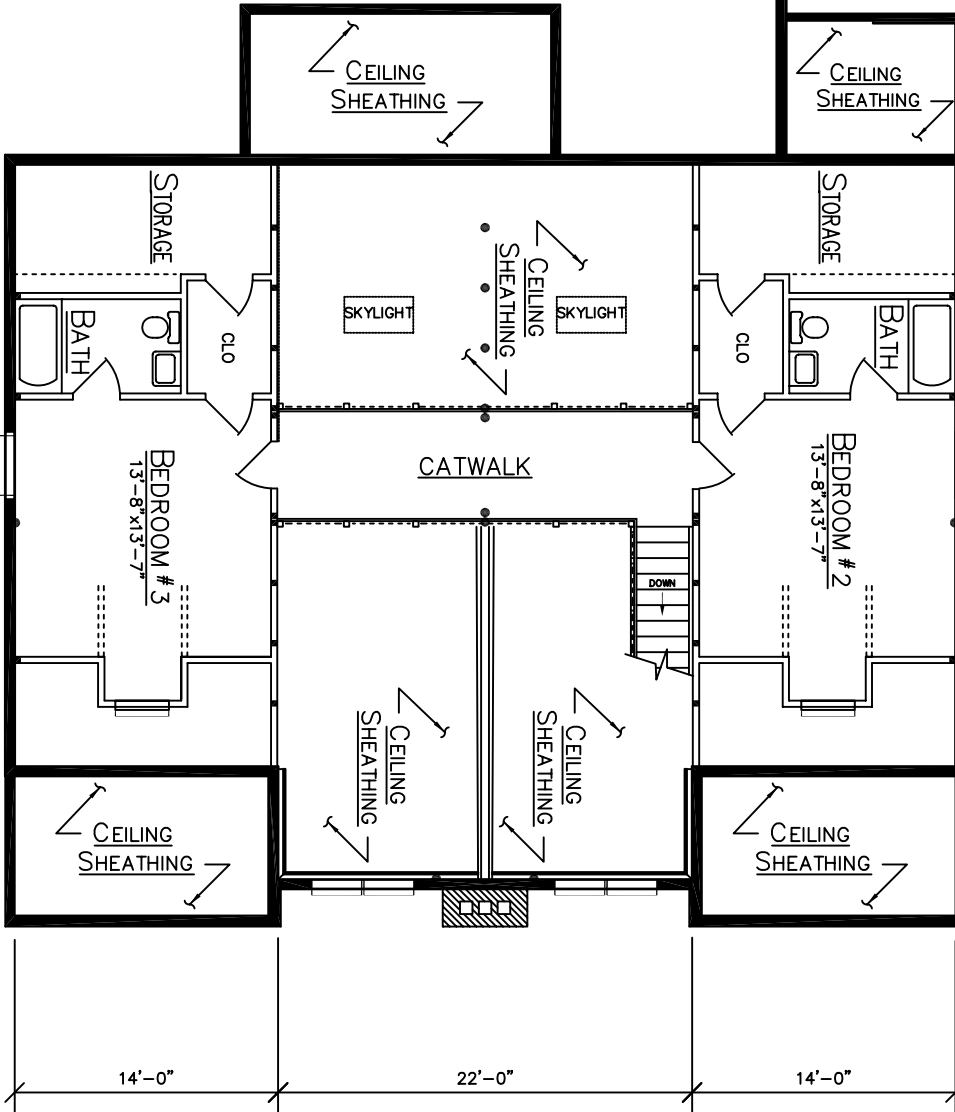 CEILING
SHEATHING
CEILING
SHEATHING
STORAGE
CEILING
SHEATHING
STORAGE
SKYLIGHT
SKYLIGHT
BATH
CLO
CLO
BATH
CATWALK
BEDROOM #3
13'-8"x13'-7"
BEDROOM #2
13'-8"x13'-7"
DOWN
CEILING
SHEATHING
CEILING
SHEATHING
CEILING
SHEATHING
CEILING
SHEATHING
14'-0"
22'-0"
14'-0"